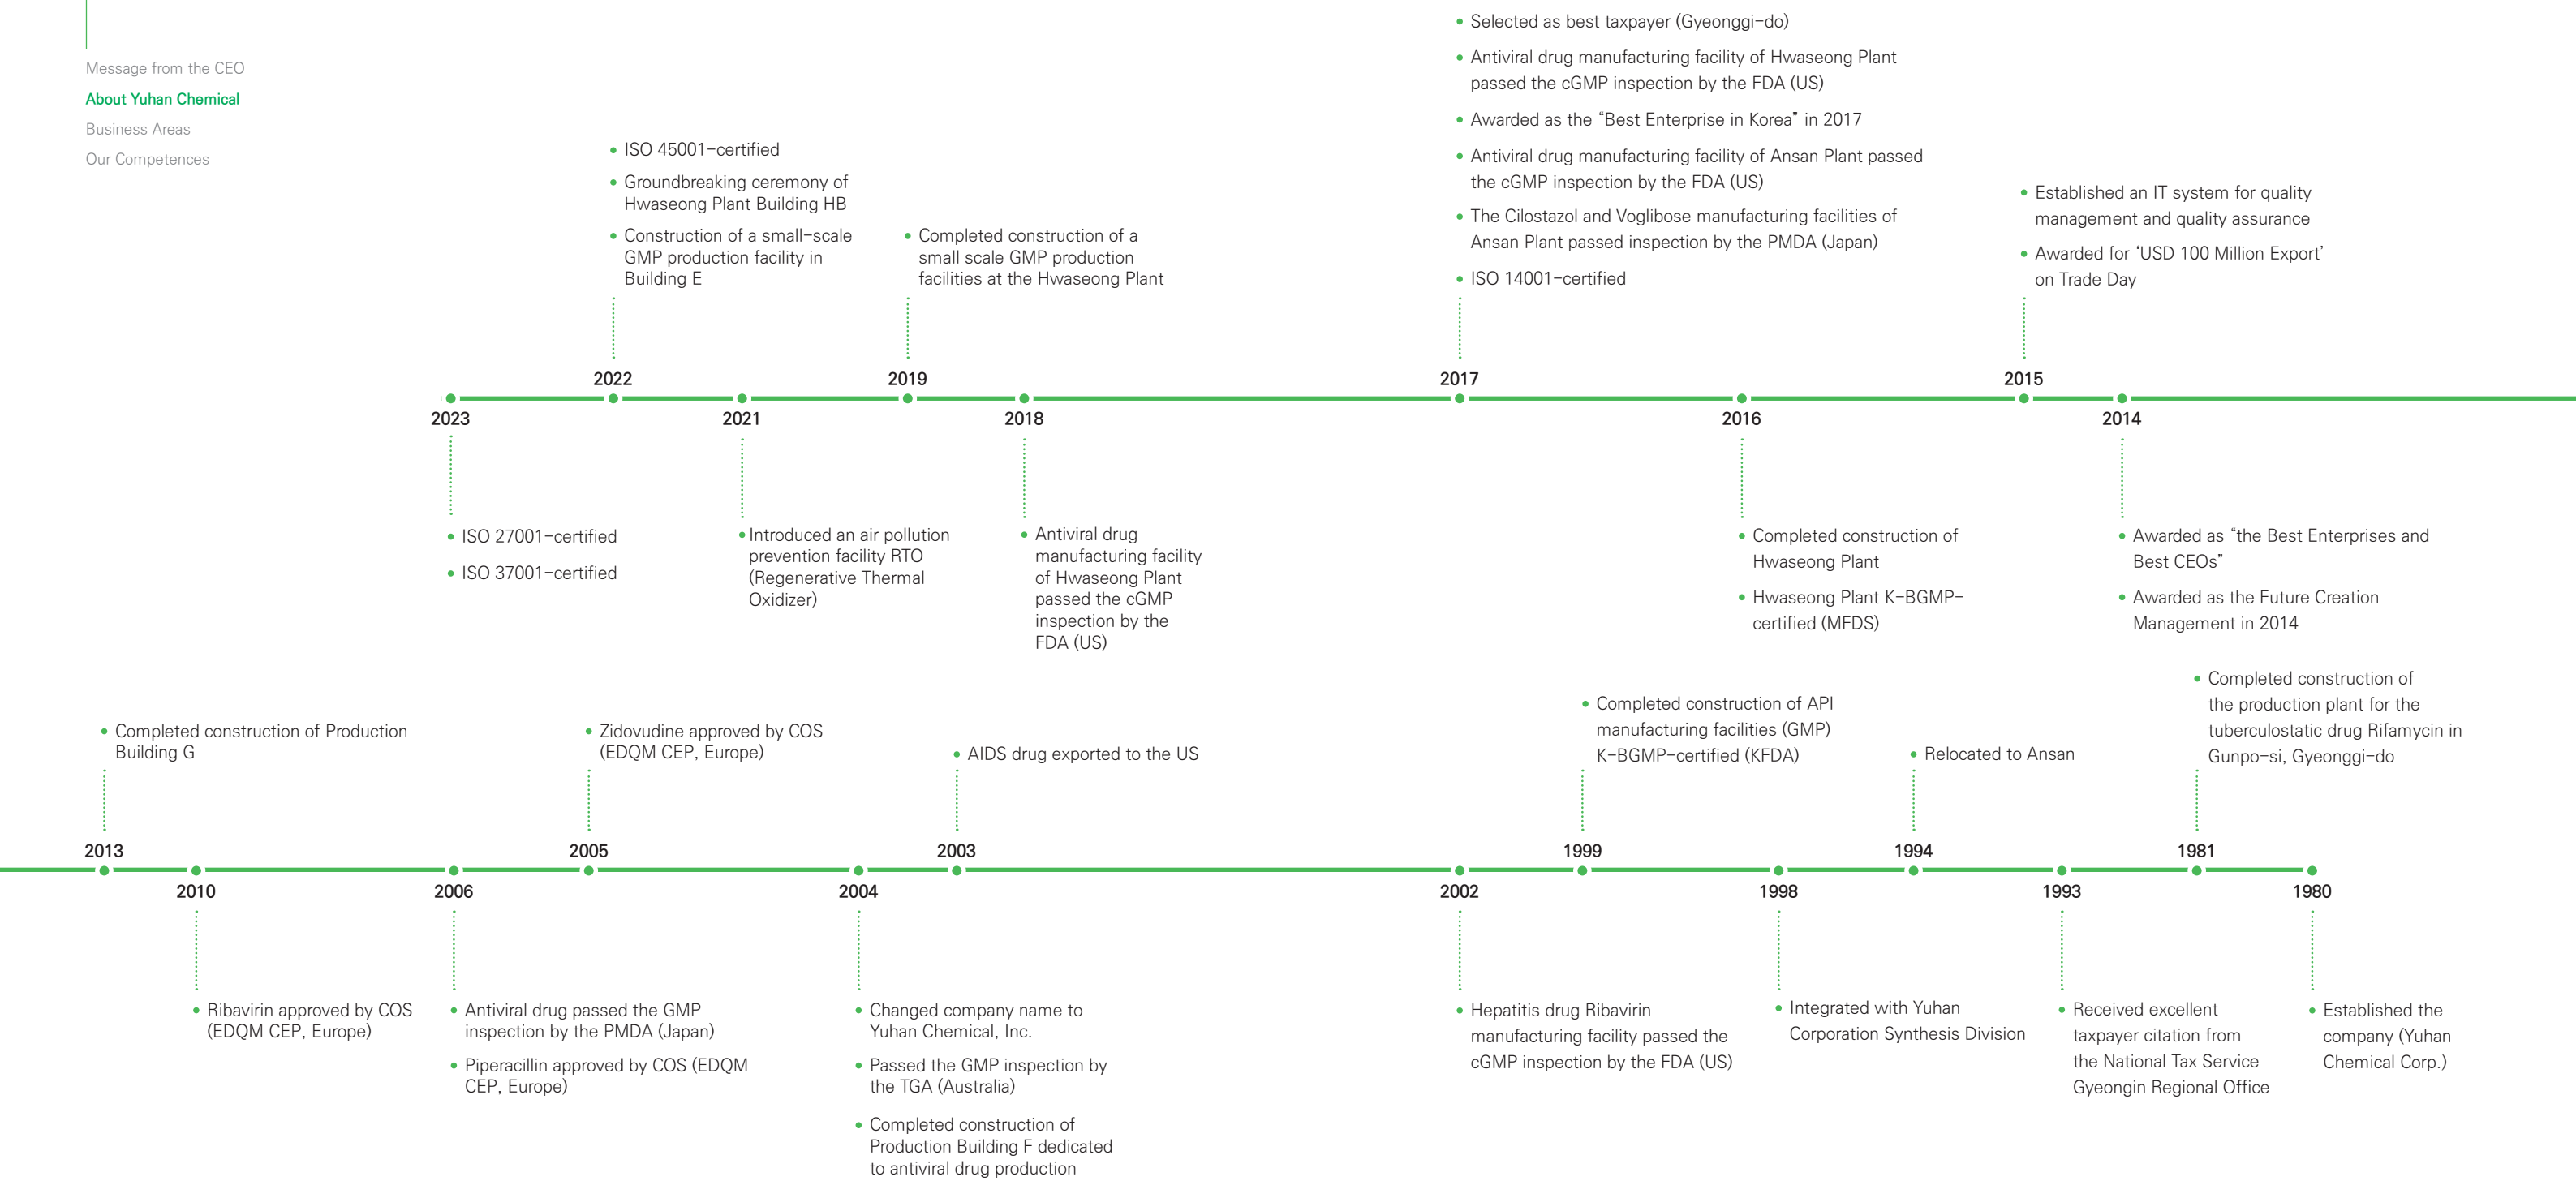 Message from the CEO
About Yuhan Chemical
Business Areas
Our Competences
• ISO 45001-certified
• Groundbreaking ceremony of
Hwaseong Plant Building HB
• Construction of a small-scale
GMP production facility in
Building E
• Completed construction of a
small scale GMP production
facilities at the Hwaseong Plant
• Selected as best taxpayer (Gyeonggi-do)
• Antiviral drug manufacturing facility of Hwaseong Plant
passed the cGMP inspection by the FDA (US)
• Awarded as the “Best Enterprise in Korea” in 2017
• Antiviral drug manufacturing facility of Ansan Plant passed
the cGMP inspection by the FDA (US)
• The Cilostazol and Voglibose manufacturing facilities of
Ansan Plant passed inspection by the PMDA (Japan)
• ISO 14001-certified
• Established an IT system for quality
management and quality assurance
• Awarded for ‘USD 100 Million Export’
on Trade Day
2022
2019
2017
2015
2023
2021
2018
2016
2014
• ISO 27001-certified
• ISO 37001-certified
• Introduced an air pollution
prevention facility RTO
(Regenerative Thermal
Oxidizer)
• Antiviral drug
manufacturing facility
of Hwaseong Plant
passed the cGMP
inspection by the
FDA (US)
• Completed construction of
Hwaseong Plant
• Hwaseong Plant K-BGMP-
certified (MFDS)
• Awarded as “the Best Enterprises and
Best CEOs”
• Awarded as the Future Creation
Management in 2014
• Completed construction of Production
Building G
• Zidovudine approved by COS
(EDQM CEP, Europe)
• AIDS drug exported to the US
• Completed construction of API
manufacturing facilities (GMP)
K-BGMP-certified (KFDA)
• Relocated to Ansan
• Completed construction of
the production plant for the
tuberculostatic drug Rifamycin in
Gunpo-si, Gyeonggi-do
2013
2005
2003
1999
1994
1981
2010
2006
2004
2002
1998
1993
1980
• Ribavirin approved by COS
(EDQM CEP, Europe)
• Antiviral drug passed the GMP
inspection by the PMDA (Japan)
• Piperacillin approved by COS (EDQM
CEP, Europe)
• Changed company name to
Yuhan Chemical, Inc.
• Passed the GMP inspection by
the TGA (Australia)
• Completed construction of
Production Building F dedicated
to antiviral drug production
• Hepatitis drug Ribavirin
manufacturing facility passed the
cGMP inspection by the FDA (US)
• Integrated with Yuhan
Corporation Synthesis Division
• Received excellent
taxpayer citation from
the National Tax Service
Gyeongin Regional Office
• Established the
company (Yuhan
Chemical Corp.)